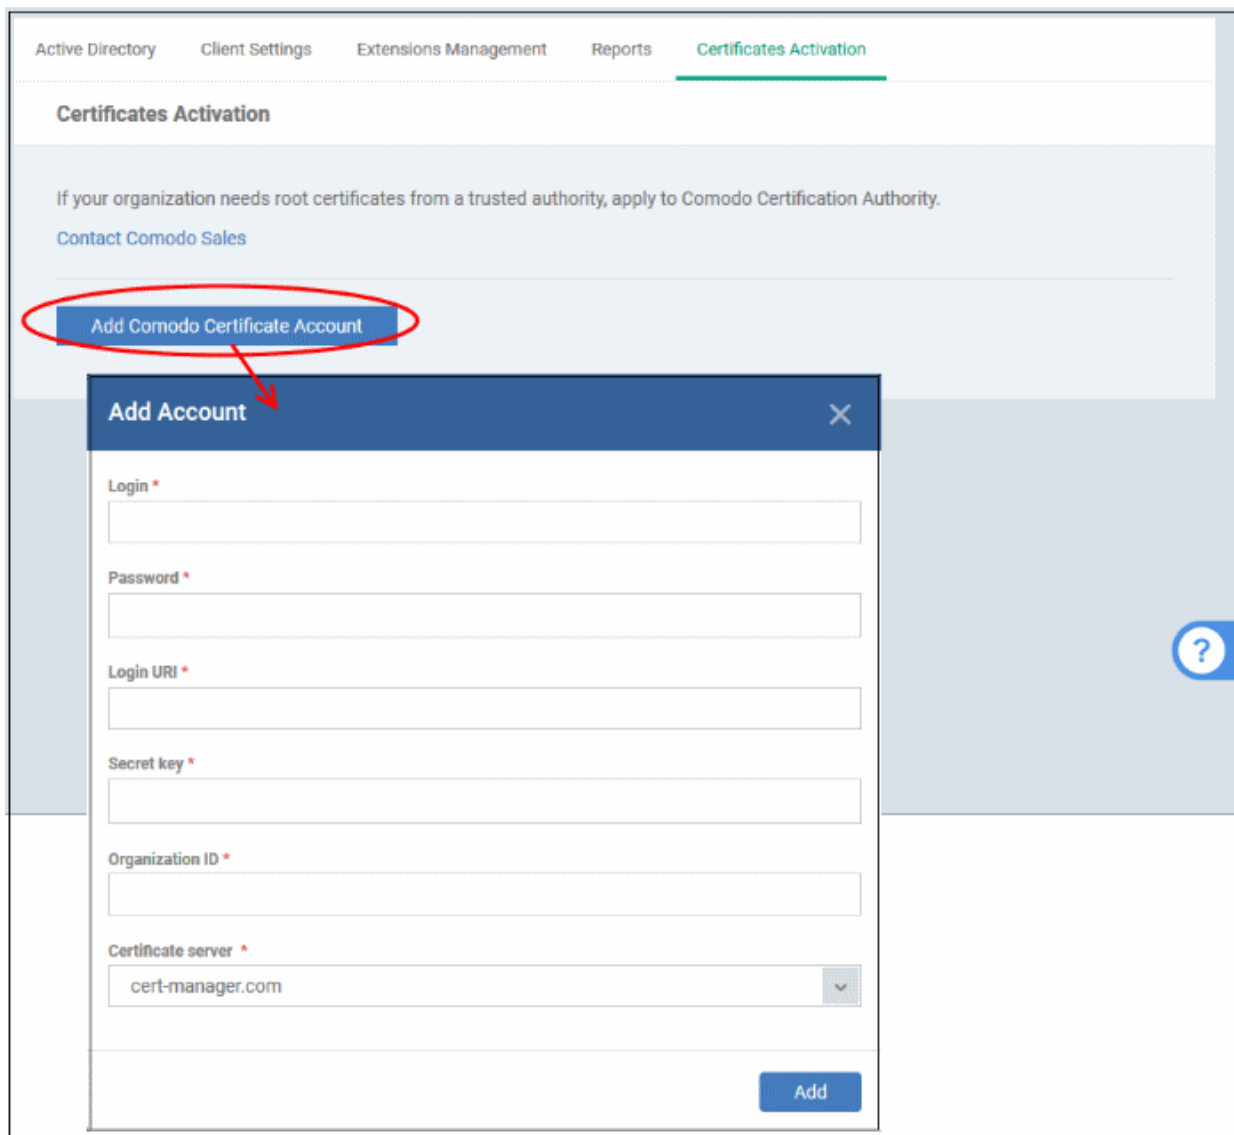 Active Directory Client Settings Extensions Management Reports Certificates Activation
Certificates Activation
If your organization needs root certificates from a trusted authority, apply to Comodo Certification Authority.
Contact Comodo Sales
Add Comodo Certificate Account
Add Account
Login *
Password *
Login URI *
Secret key *
?
Organization ID *
Certificate server *
cert-manager.com
Add